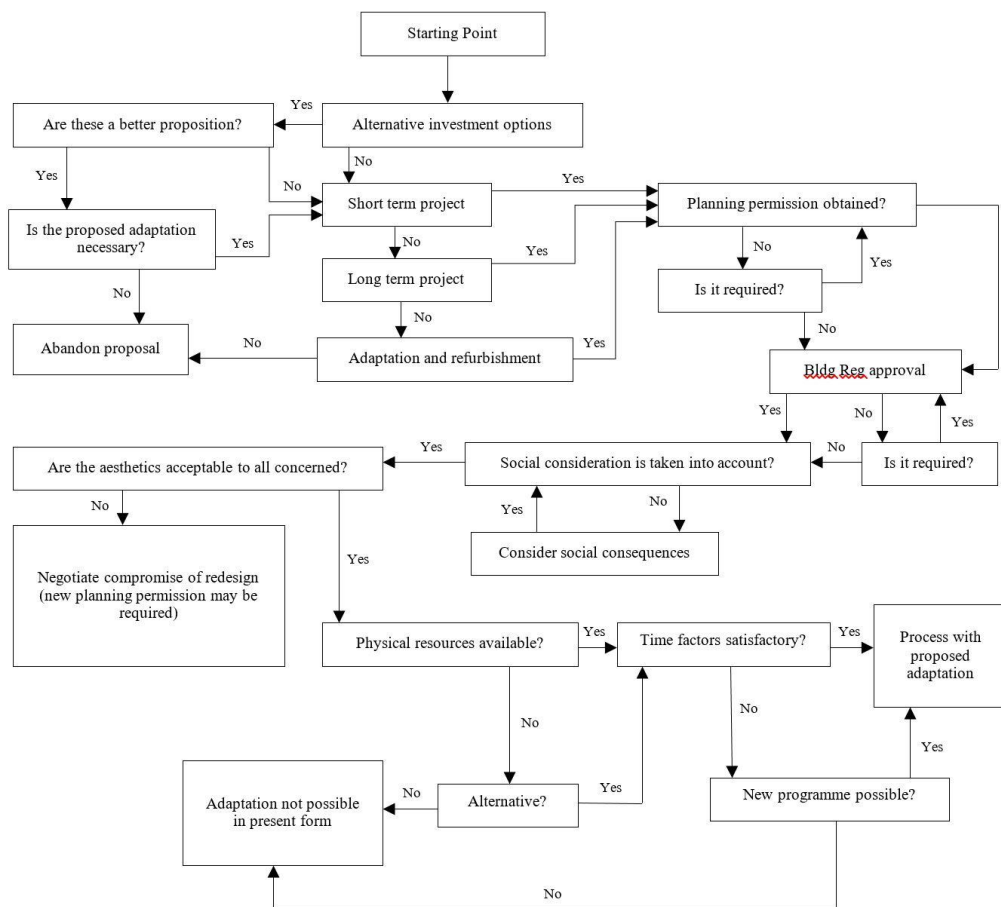 Starting Point
Yes
Are these a better proposition?
Alternative investment options
No
Yes
No
Yes
Short term project
Planning permission obtained?
Is the proposed adaptation
necessary?
Yes
No
Yes
No
Yes
Long term project
Is it required?
No
No
No
Abandon proposal
No
Adaptation and refurbishment
Yes
Bldg Reg approval
Yes
No
Yes
Yes
Are the aesthetics acceptable to all concerned?
Social consideration is taken into account?
No
Is it required?
No
Yes
No
Yes
Consider social consequences
Negotiate compromise of redesign
(new planning permission may be
required)
Physical resources available?
Yes
Time factors satisfactory?
Yes
Process with
proposed
adaptation
No
No
Yes
Adaptation not possible
in present form
No
Alternative?
Yes
New programme possible?
No